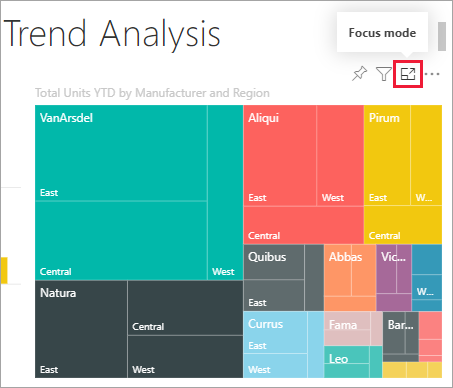 Focus mode
Trend Analysis
Total Units YTD by Manufacturer and Region
VanArsdel
East
Central
West
Aliqui
East
West
Central
Pirum
East
W...
Central
Quibus
East
Abbas
Vic...
W...
Natura
Central
East
West
Currus
East
West
Fama
Bar...
Leo